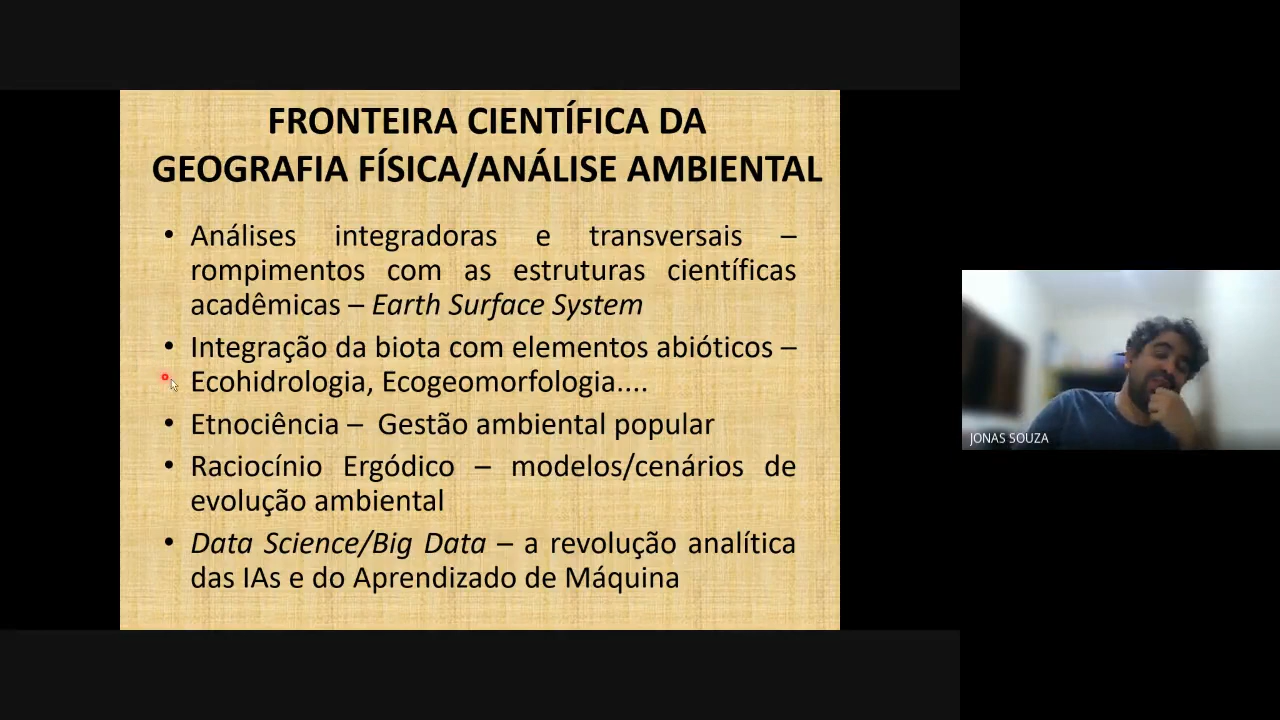 FRONTEIRA CIENTÍFICA DA
GEOGRAFIA FÍSICA/ANÁLISE AMBIENTAL
• Análises integradoras e transversais –
rompimentos com as estruturas científicas
acadêmicas – Earth Surface System
• Integração da biota com elementos abióticos –
Ecohidrologia, Ecogeomorfologia....
• Etnociência – Gestão ambiental popular
• Raciocínio Ergódico – modelos/cenários de
evolução ambiental
• Data Science/Big Data – a revolução analítica
das IAs e do Aprendizado de Máquina
JONAS SOUZA